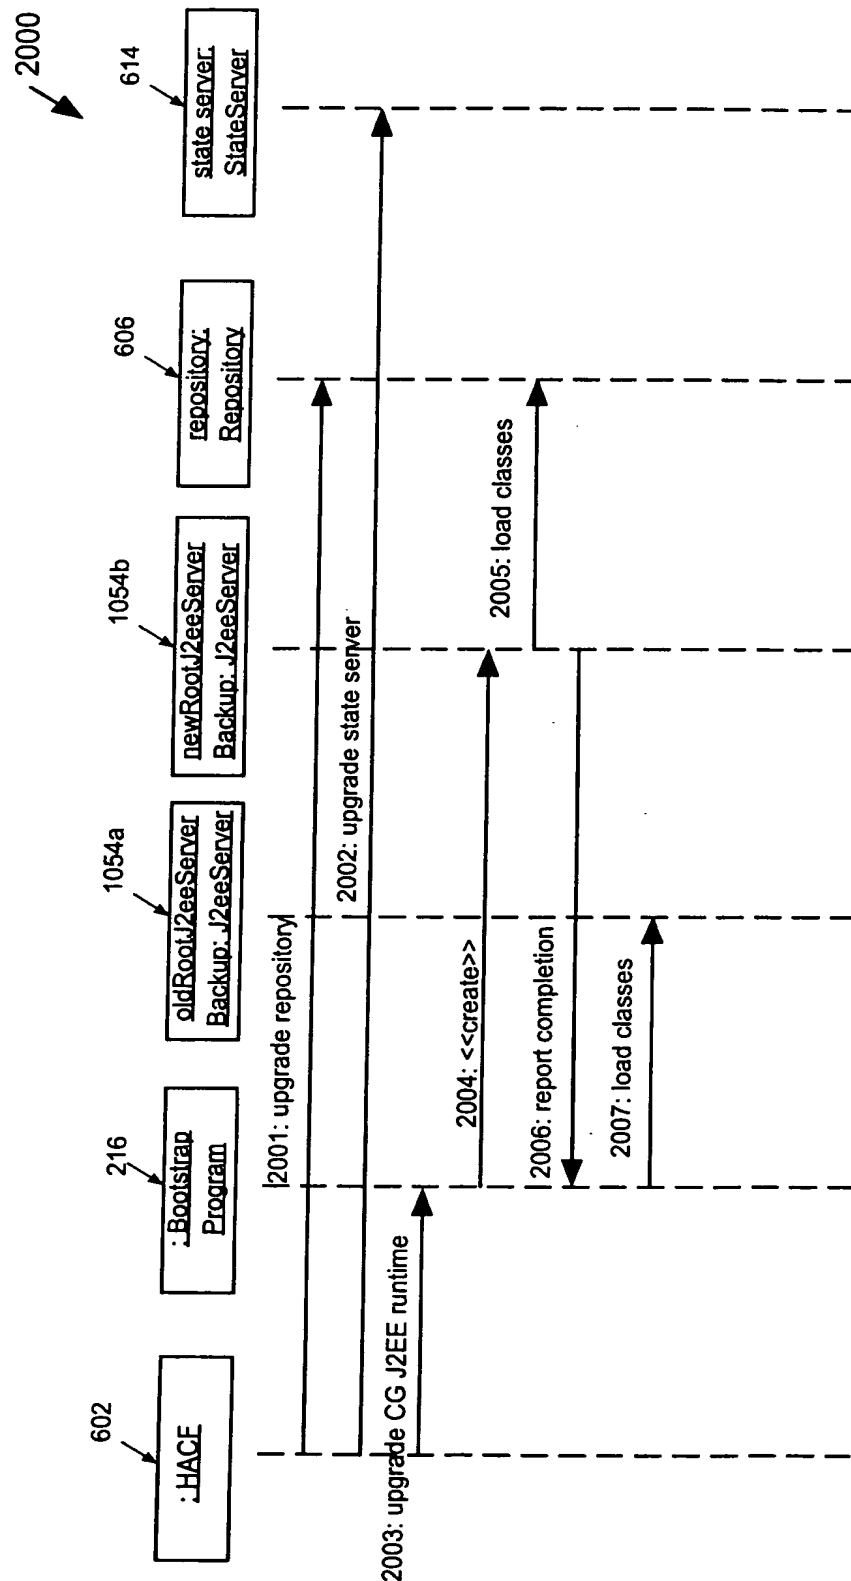 2000
602
216
1054a
1054b
606
614
: HACF
: Bootstrap
Program
oldRootJ2eeServer
Backup: J2eeServer
newRootJ2eeServer
Backup: J2eeServer
repository:
Repository
state server:
StateServer
2001: upgrade repository
2002: upgrade state server
2003: upgrade CG J2EE runtime
2004: <<create>>
2005: load classes
2006: report completion
2007: load classes